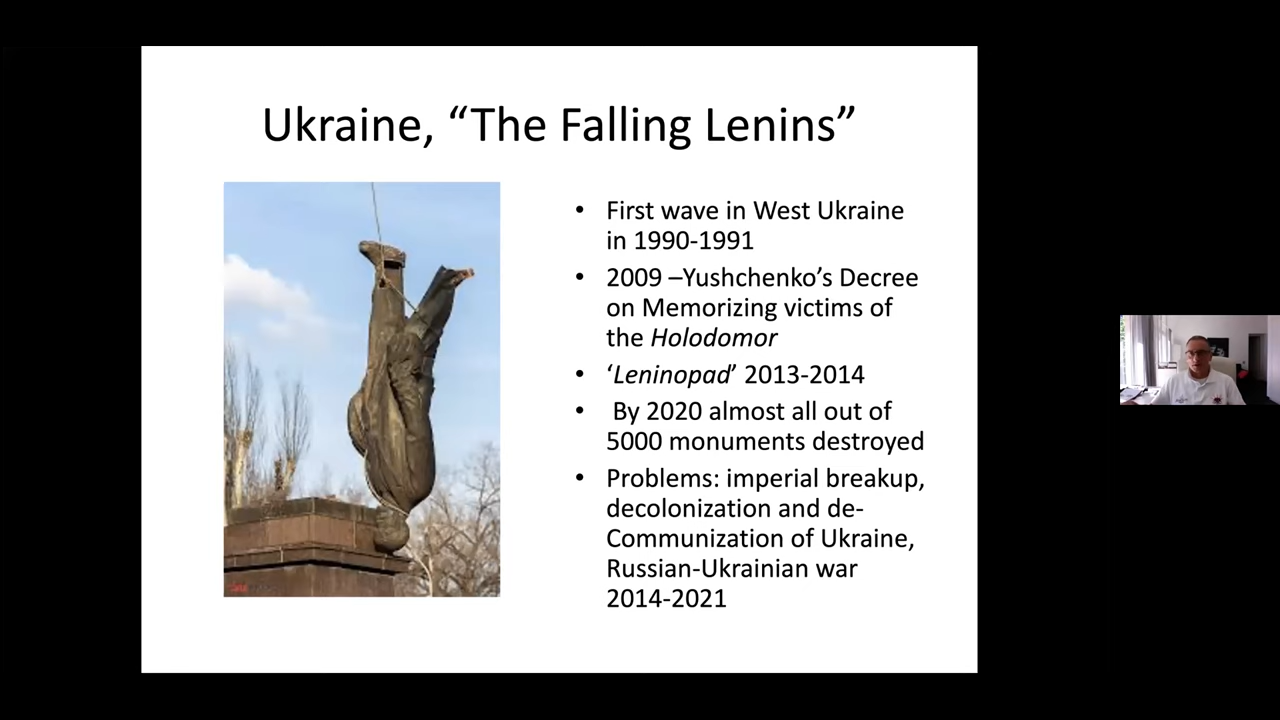 Ukraine, “The Falling Lenins”
• First wave in West Ukraine
in 1990-1991
• 2009 –Yushchenko’s Decree
on Memorizing victims of
the Holodomor
• ‘Leninopad’ 2013-2014
• By 2020 almost all out of
5000 monuments destroyed
• Problems: imperial breakup,
decolonization and de-
Communization of Ukraine,
Russian-Ukrainian war
2014-2021